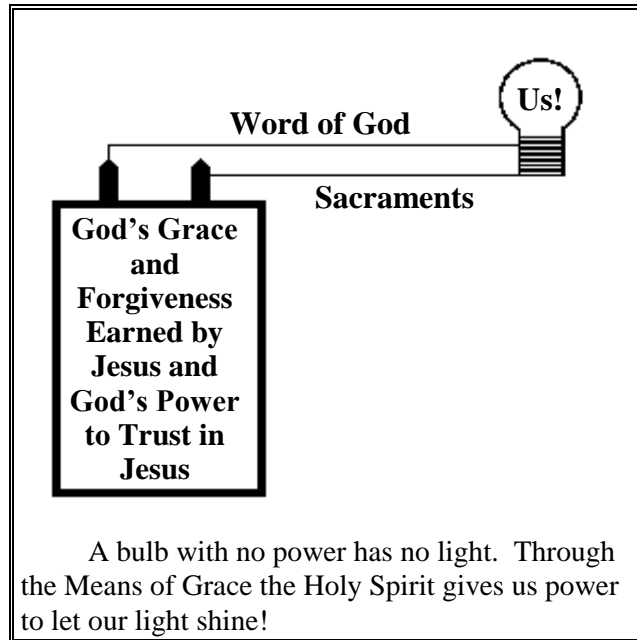 Us!
Word of God
Sacraments
God’s Grace
and
Forgiveness
Earned by
Jesus and
God’s Power
to Trust in
Jesus
A bulb with no power has no light.  Through
the Means of Grace the Holy Spirit gives us power
to let our light shine!